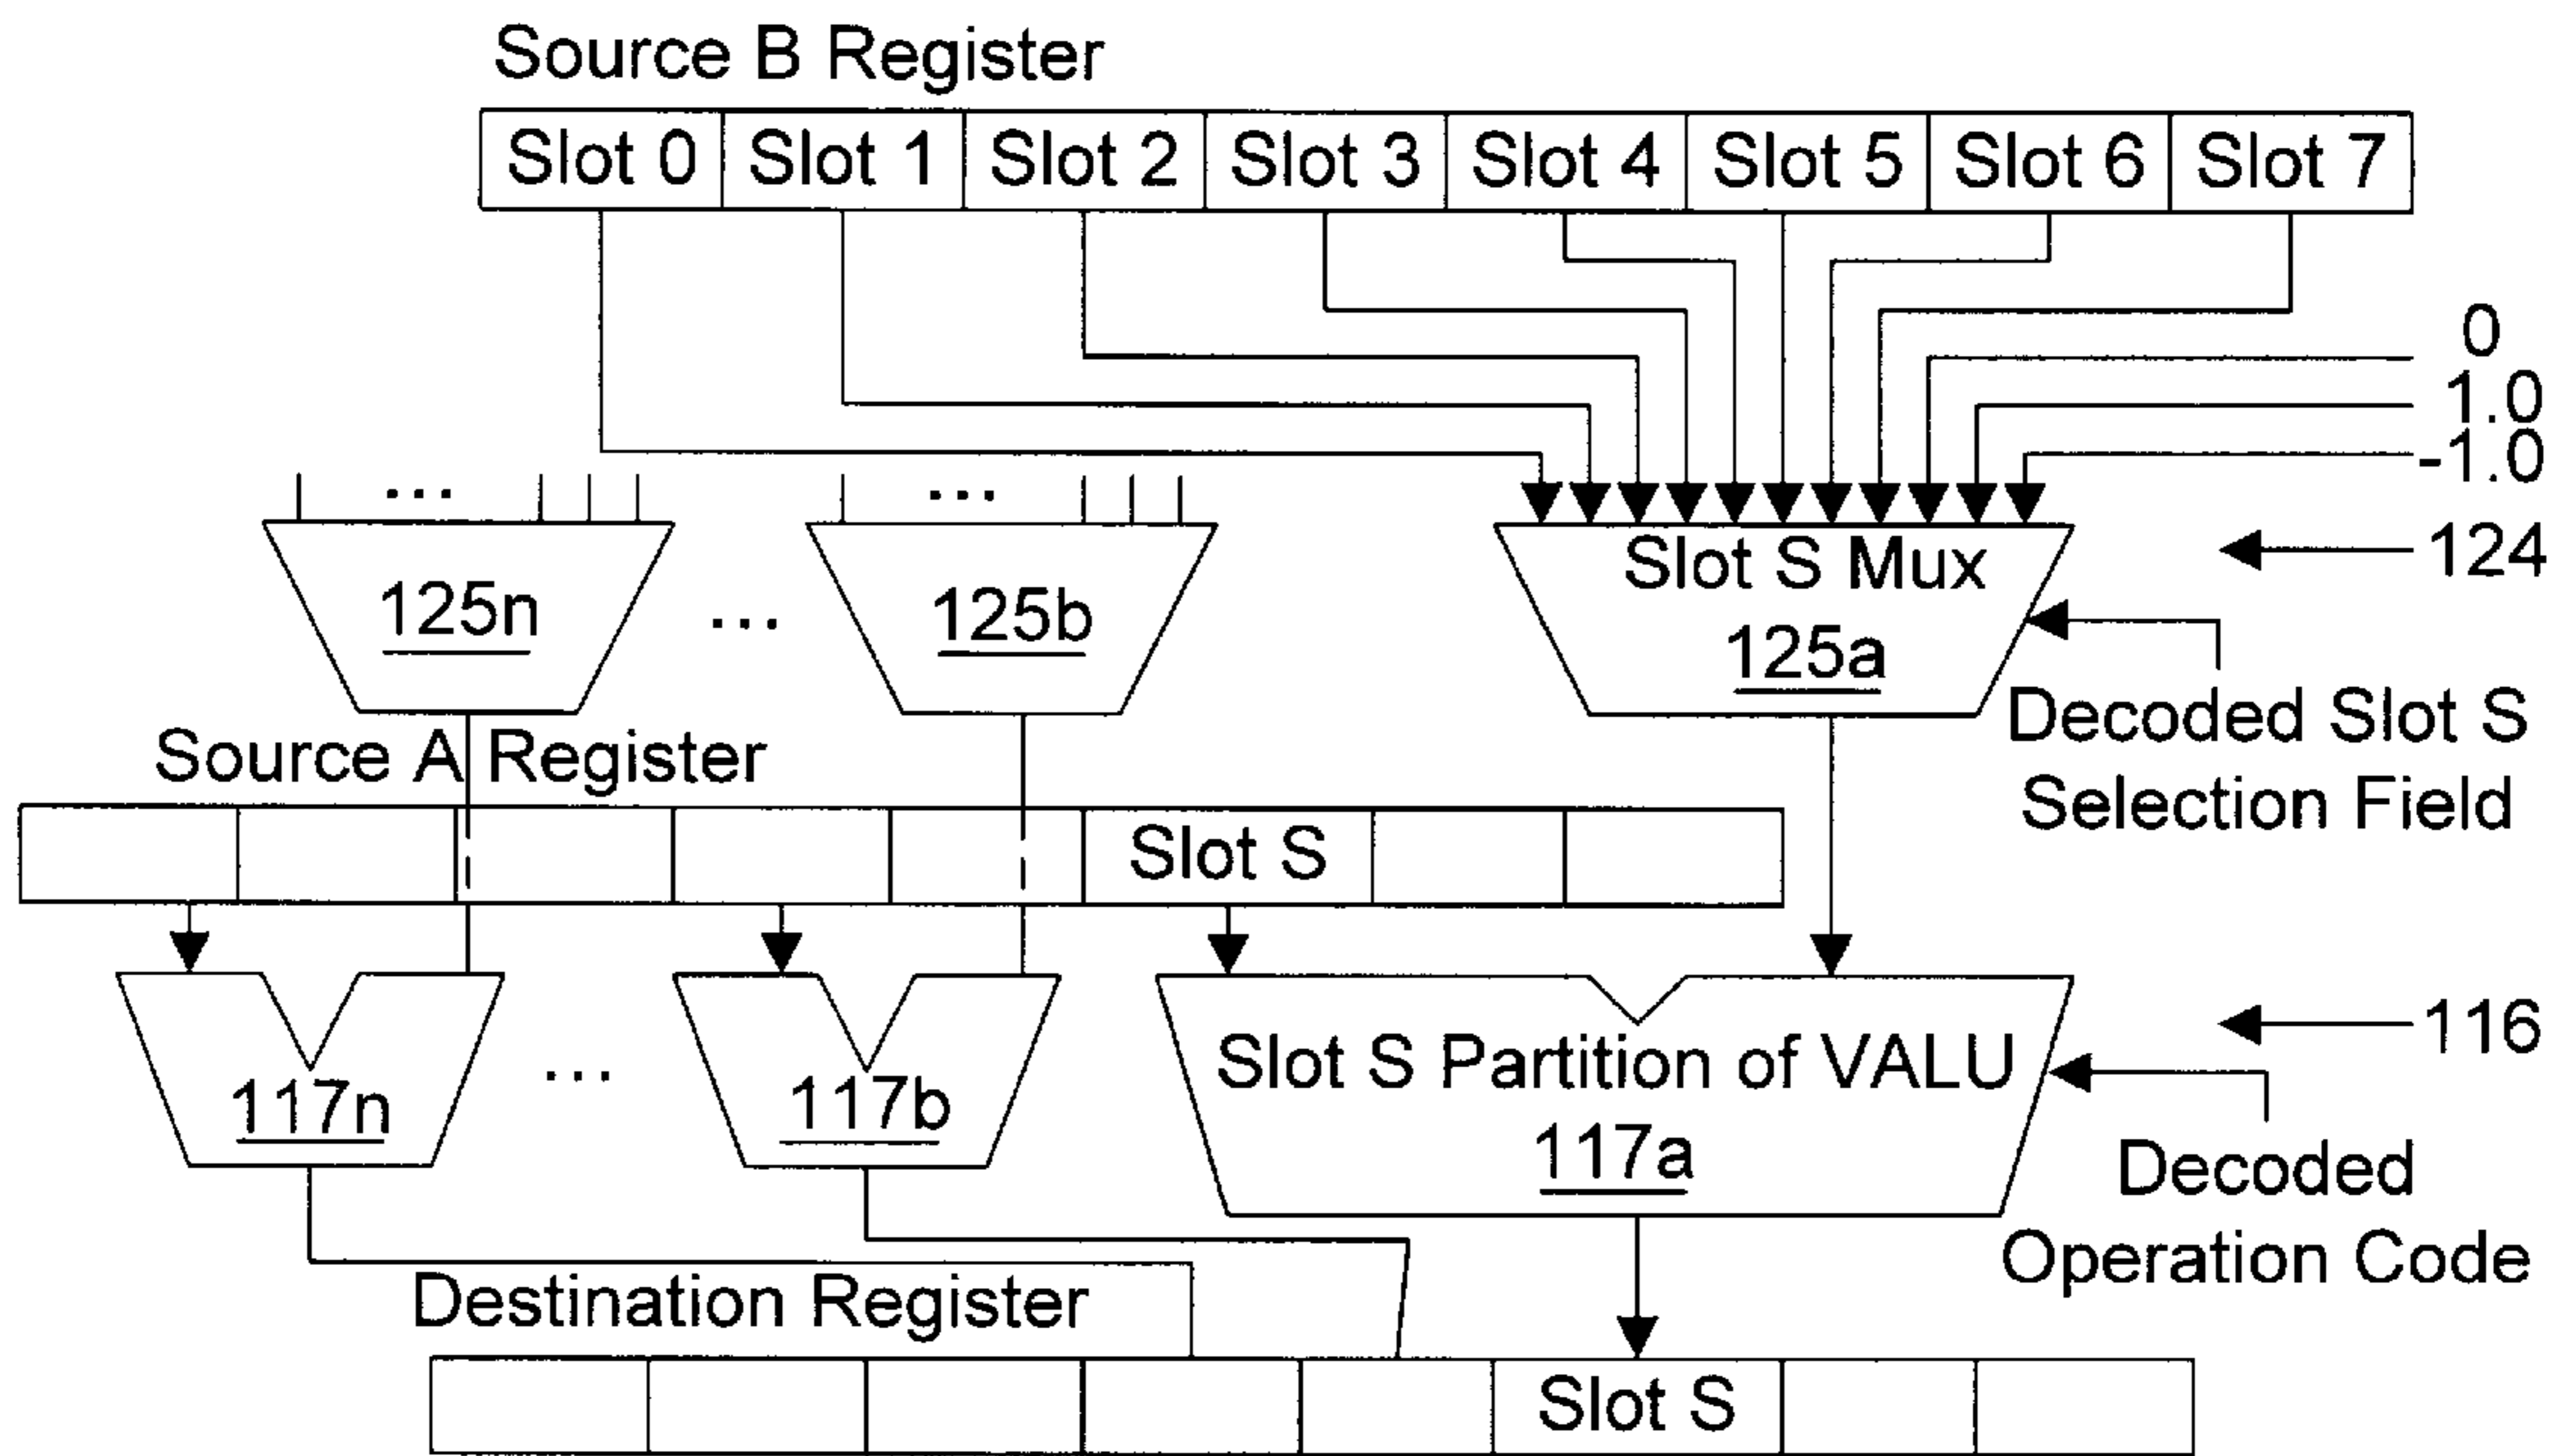 Source B Register
Slot 0 Slot 1 Slot 2 Slot 3 Slot 4 Slot 5 Slot 6 Slot 7
0
1.0
-1.0
... ...
124
Slot S Mux
125a
125n ... 125b
Decoded Slot S
Selection Field
Source A Register
Slot S
116
Slot S Partition of VALU
117a
117n ... 117b
Decoded
Operation Code
Destination Register
Slot S